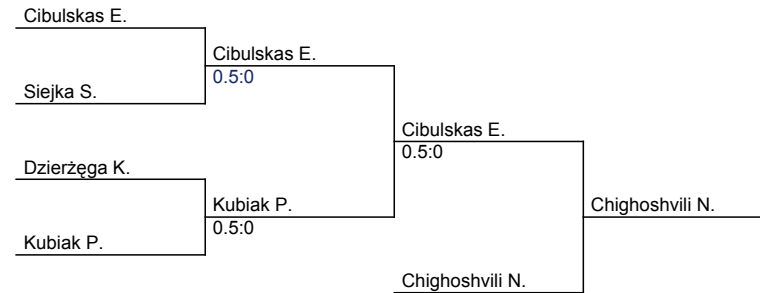 Cibulskas E.
Cibulskas E.
0.5:0
Siejka S.
Cibulskas E.
0.5:0
Dzierżęga K.
Kubiak P.
0.5:0
Chighoshvili N.
Kubiak P.
Chighoshvili N.